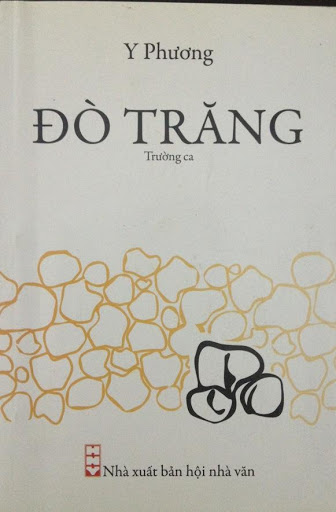 Y Phương
ĐÒ TRĂNG
Trường ca
Nhà xuất bản hội nhà văn